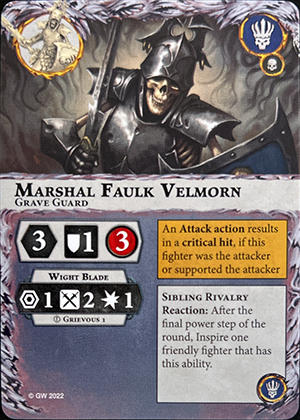 Marshal Faulk Velmorn
Grave Guard
3 1 3
An Attack action results
in a critical hit, if this
fighter was the attacker
or supported the attacker
Wight Blade
1 2 1
Grievous 1
Sibling Rivalry
Reaction: After the
final power step of the
round, Inspire one
friendly fighter that has
this ability.
© GW 2022